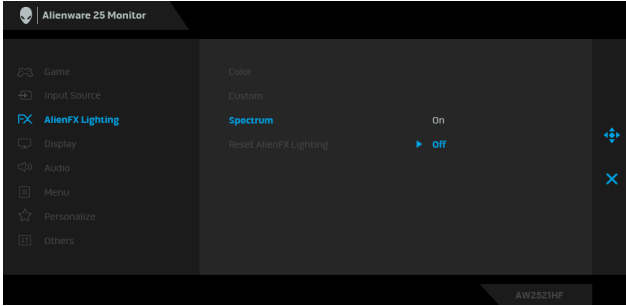 Alienware 25 Monitor
Game
Color
Input Source
Custom
FX AlienFX Lighting
Spectrum On
Display
Reset AlienFX Lighting Off
Audio
Menu
Personalize
Others
AW2521HF